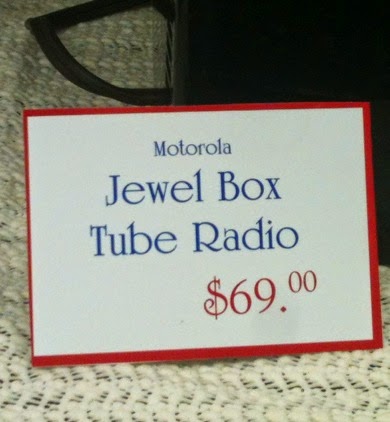 Motorola
Jewel Box
Tube Radio
$69.00